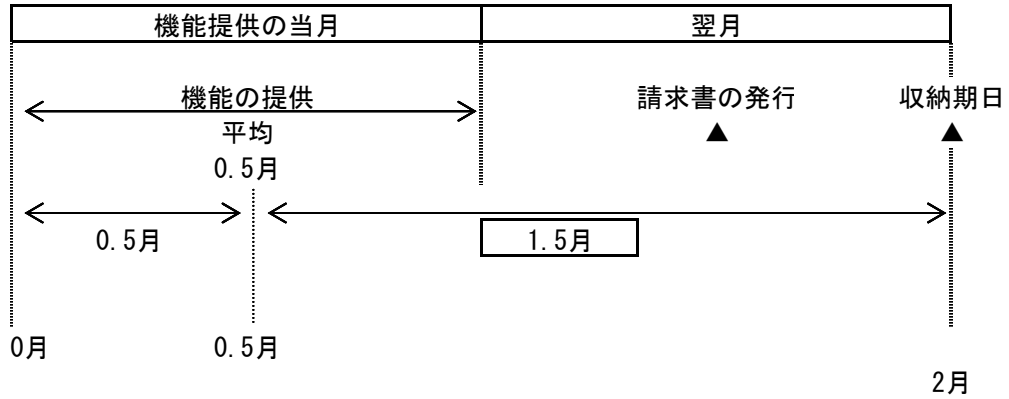 機能提供の当月 翌月
機能の提供 請求書の発行 収納期日
平均 ▲ ▲
0.5月
0.5月 1.5月
0月 0.5月
2月